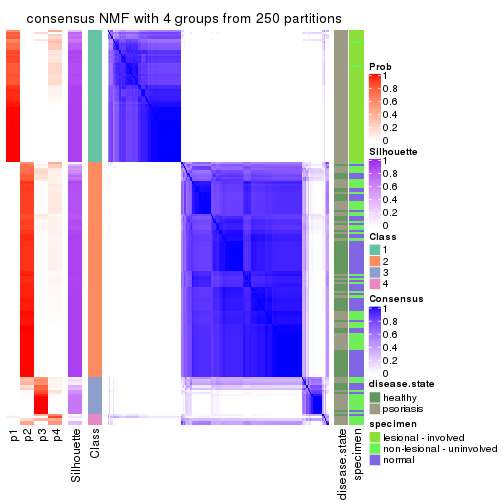 consensus NMF with 4 groups from 250 partitions
Prob
1
0.8
0.6
0.4
0.2
0
Silhouette
1
0.8
0.6
0.4
0.2
0
Class
1
2
3
4
Consensus
1
0.8
0.6
0.4
0.2
0
disease.state
healthy
psoriasis
specimen
lesional - involved
non-lesional - uninvolved
normal
p1
p2
p3
p4
Silhouette
Class
disease.state
specimen